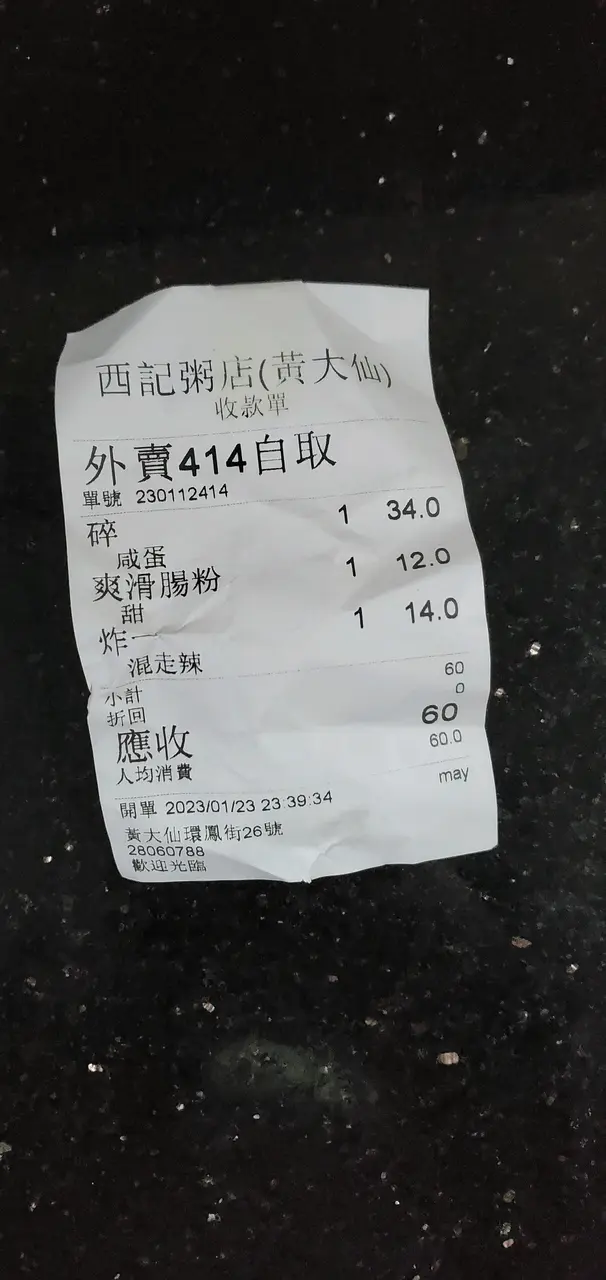 西記粥店(黃大仙)
收款單
外賣414自取
單號 230112414
碎 1 34.0
咸蛋
爽滑腸粉 1 12.0
甜
炸一 1 14.0
混走辣
小計 60
折回 0
應收 60
人均消費 60.0
may
開單 2023/01/23 23:39:34
黃大仙環鳳街26號
28060788
歡迎光臨